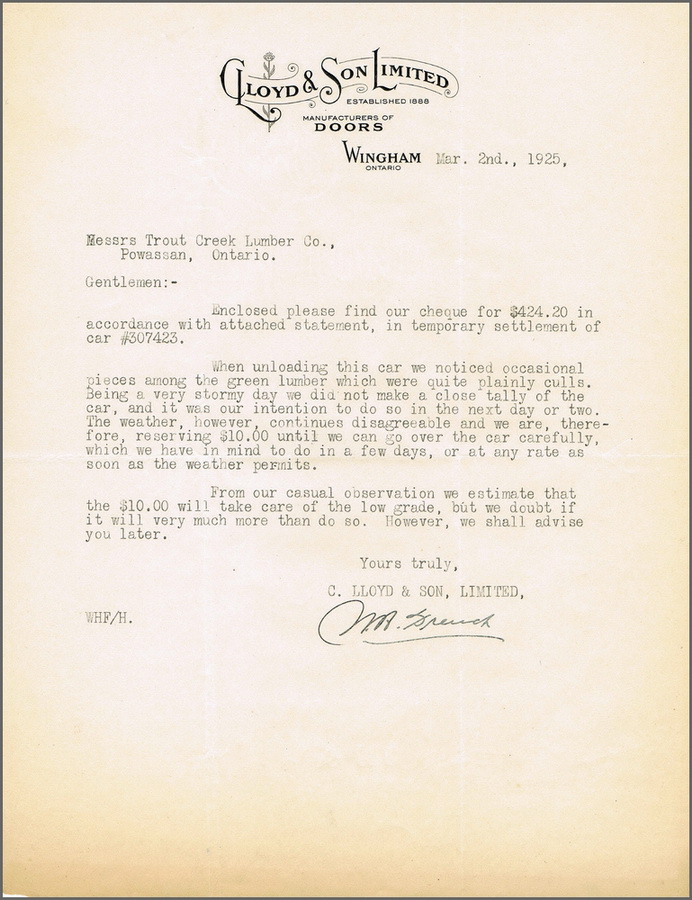 C. Lloyd & Son Limited
ESTABLISHED 1888
MANUFACTURERS OF
DOORS
WINGHAM Mar. 2nd., 1925,
ONTARIO
Messrs Trout Creek Lumber Co.,
Powassan, Ontario.
Gentlemen:-
Enclosed please find our cheque for $424.20 in
accordance with attached statement, in temporary settlement of
car #307423.
When unloading this car we noticed occasional
pieces among the green lumber which were quite plainly culls.
Being a very stormy day we did not make a close tally of the
car, and it was our intention to do so in the next day or two.
The weather, however, continues disagreeable and we are, there-
fore, reserving $10.00 until we can go over the car carefully,
which we have in mind to do in a few days, or at any rate as
soon as the weather permits.
From our casual observation we estimate that
the $10.00 will take care of the low grade, but we doubt if
it will very much more than do so. However, we shall advise
you later.
Yours truly,
C. LLOYD & SON, LIMITED,
WHF/H.